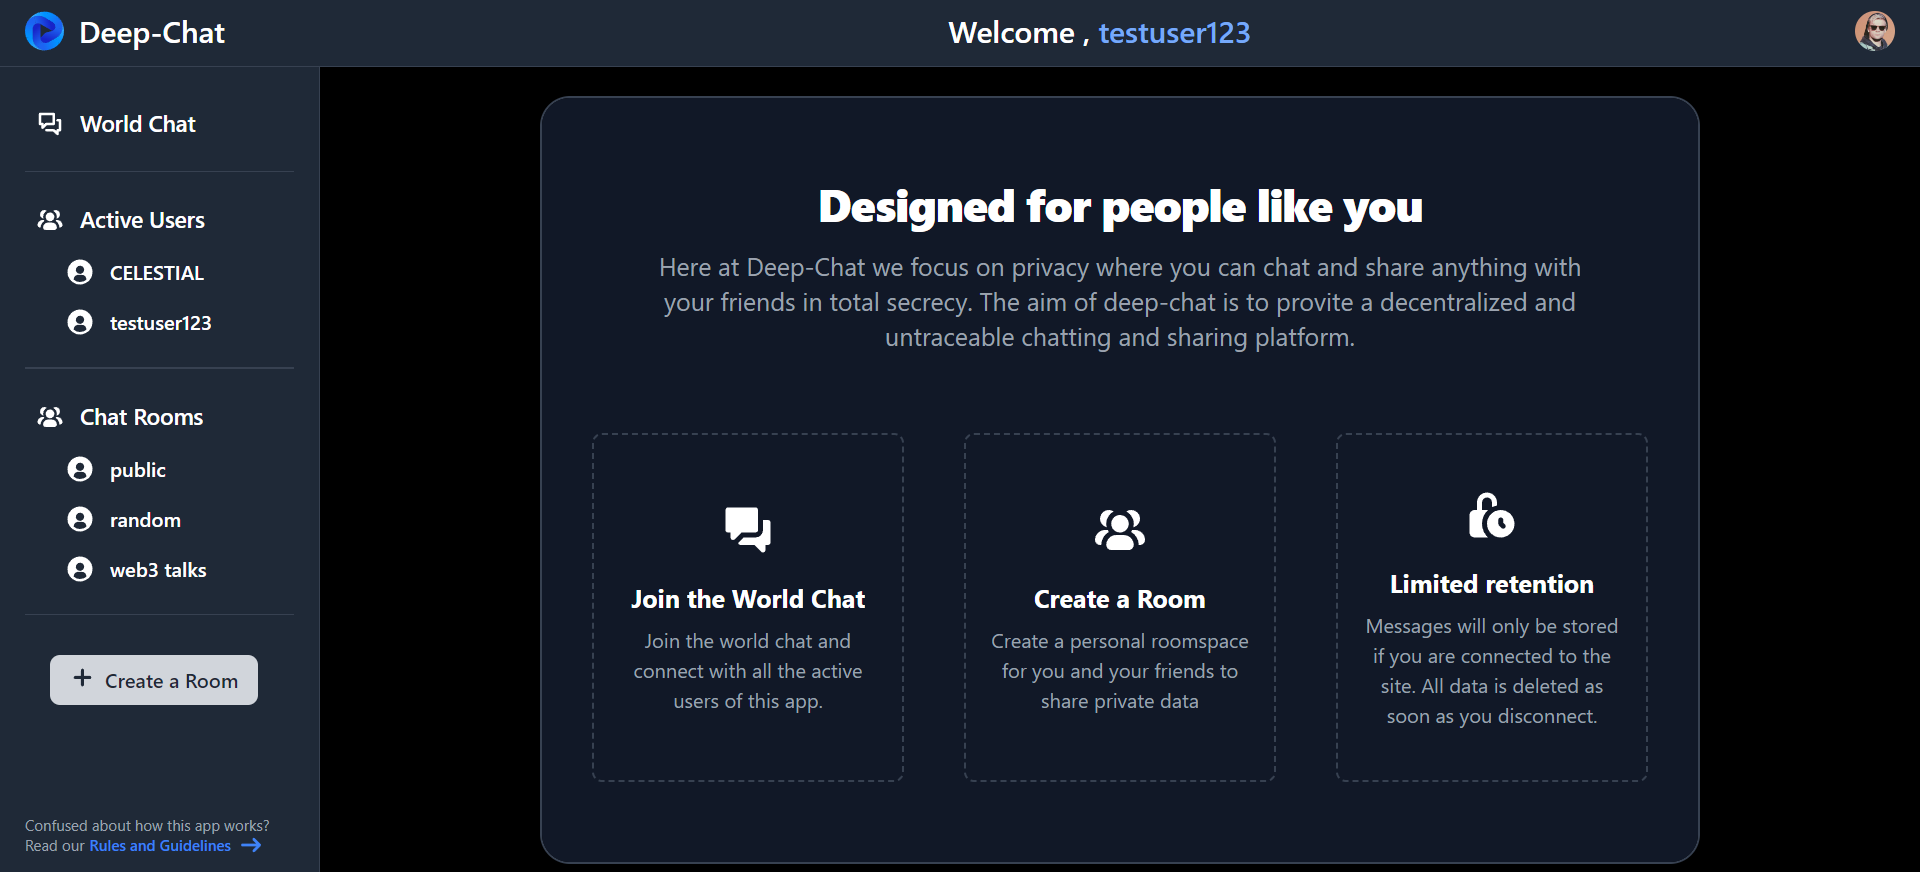 Deep-Chat
Welcome , testuser123
World Chat
Active Users
CELESTIAL
testuser123
Chat Rooms
public
random
web3 talks
Create a Room
Confused about how this app works?
Read our Rules and Guidelines
Designed for people like you
Here at Deep-Chat we focus on privacy where you can chat and share anything with
your friends in total secrecy. The aim of deep-chat is to provite a decentralized and
untraceable chatting and sharing platform.
Join the World Chat
Join the world chat and
connect with all the active
users of this app.
Create a Room
Create a personal roomspace
for you and your friends to
share private data
Limited retention
Messages will only be stored
if you are connected to the
site. All data is deleted as
soon as you disconnect.